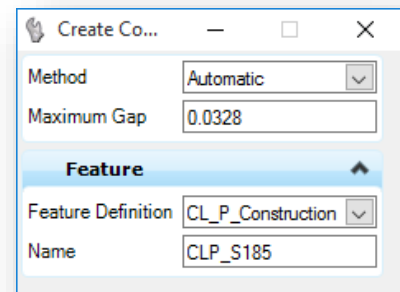 Create Co...
Method Automatic
Maximum Gap 0.0328
Feature
Feature Definition CL_P_Construction
Name CLP_S185